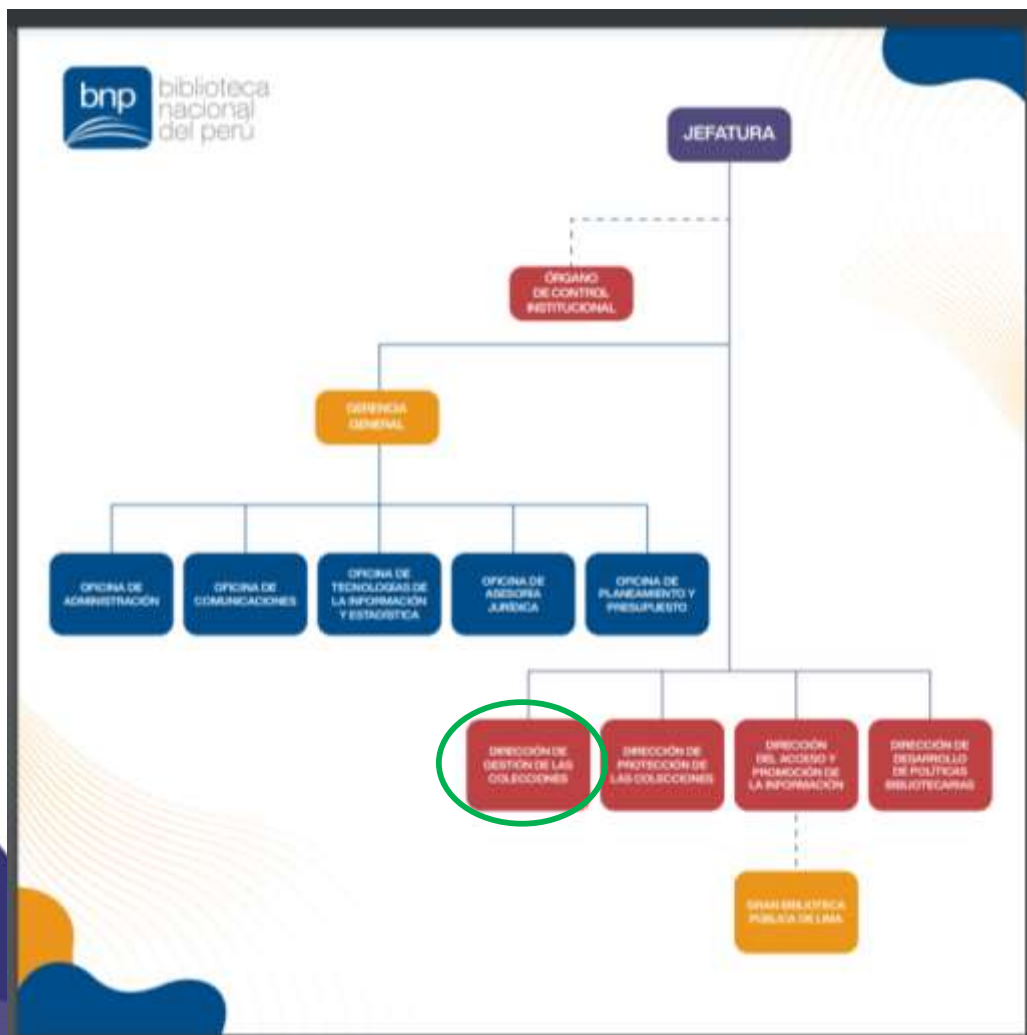 bnp
biblioteca
nacional
del perú
JEFATURA
ÓRGANO
DE CONTROL
INSTITUCIONAL
GERENCIA
GENERAL
OFICINA DE
ADMINISTRACIÓN
OFICINA DE
COMUNICACIONES
OFICINA DE
TECNOLOGÍAS DE
LA INFORMACIÓN
Y ESTADÍSTICA
OFICINA DE
ASESORÍA
JURÍDICA
OFICINA DE
PLANEAMIENTO Y
PRESUPUESTO
DIRECCIÓN DE
GESTIÓN DE LAS
COLECCIONES
DIRECCIÓN DE
PROTECCIÓN DE
LAS COLECCIONES
DIRECCIÓN
DEL ACCESO Y
PROMOCIÓN DE
LA INFORMACIÓN
DIRECCIÓN DE
DESARROLLO
DE POLÍTICAS
BIBLIOTECARIAS
GRAN BIBLIOTECA
PÚBLICA DE LIMA